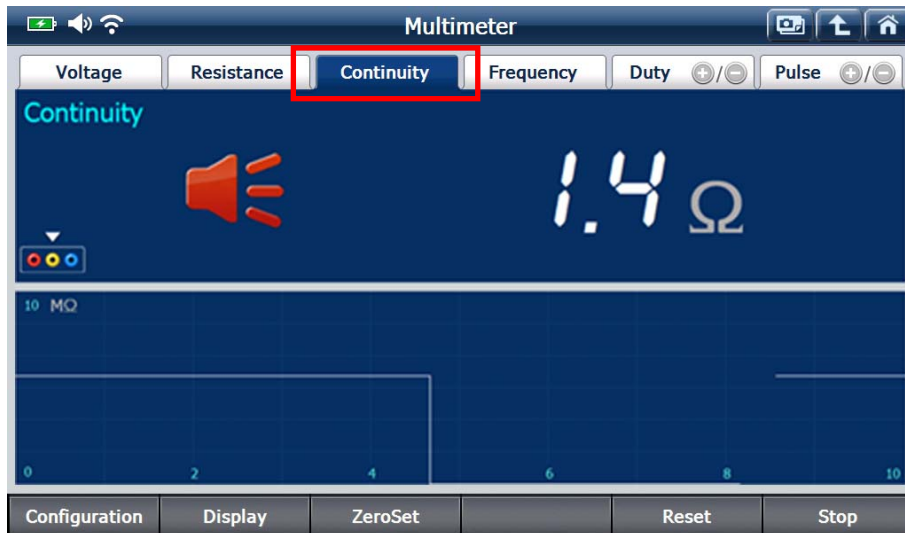 Multimeter
Voltage Resistance Continuity Frequency Duty +/- Pulse +/-
Continuity
1.4 Ω
10 MΩ
0 2 4 6 8 10
Configuration Display ZeroSet Reset Stop